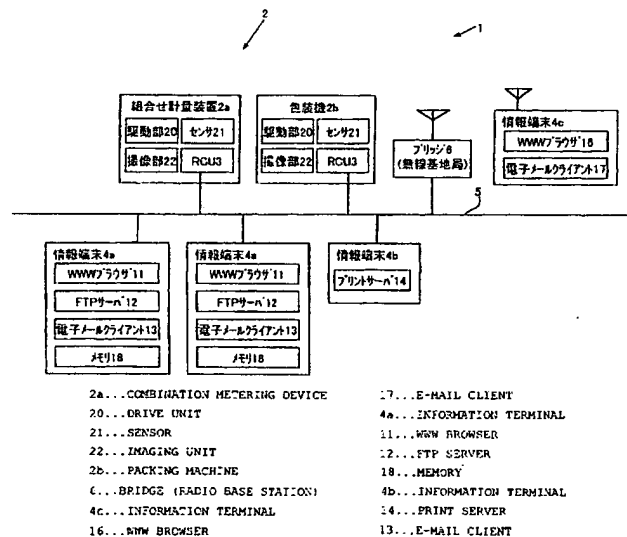 2
1
組合せ計量装置2a
駆動部20 センサ21
撮像部22 RCU3
包装機2b
駆動部20 センサ21
撮像部22 RCU3
ブリッジ6
(無線基地局)
情報端末4c
WWWブラウザ16
電子メールクライアント17
5
情報端末4a
WWWブラウザ11
FTPサーバ12
電子メールクライアント13
メモリ18
情報端末4a
WWWブラウザ11
FTPサーバ12
電子メールクライアント13
メモリ18
情報端末4b
プリントサーバ14
2a...COMBINATION METERING DEVICE
20...DRIVE UNIT
21...SENSOR
22...IMAGING UNIT
2b...PACKING MACHINE
6...BRIDGE (RADIO BASE STATION)
4c...INFORMATION TERMINAL
16...WWW BROWSER
17...E-MAIL CLIENT
4a...INFORMATION TERMINAL
11...WWW BROWSER
12...FTP SERVER
18...MEMORY
4b...INFORMATION TERMINAL
14...PRINT SERVER
13...E-MAIL CLIENT